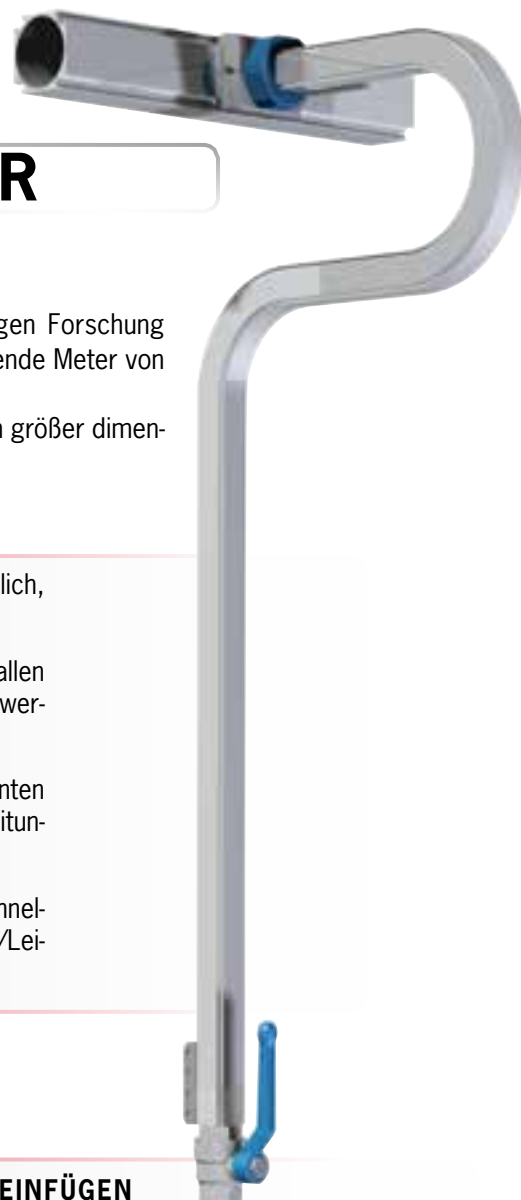 R
gen Forschung
ende Meter von
größer dimen-
lich,
allen
wer-
nten
itun-
nnel-
/Lei-
EINFÜGEN